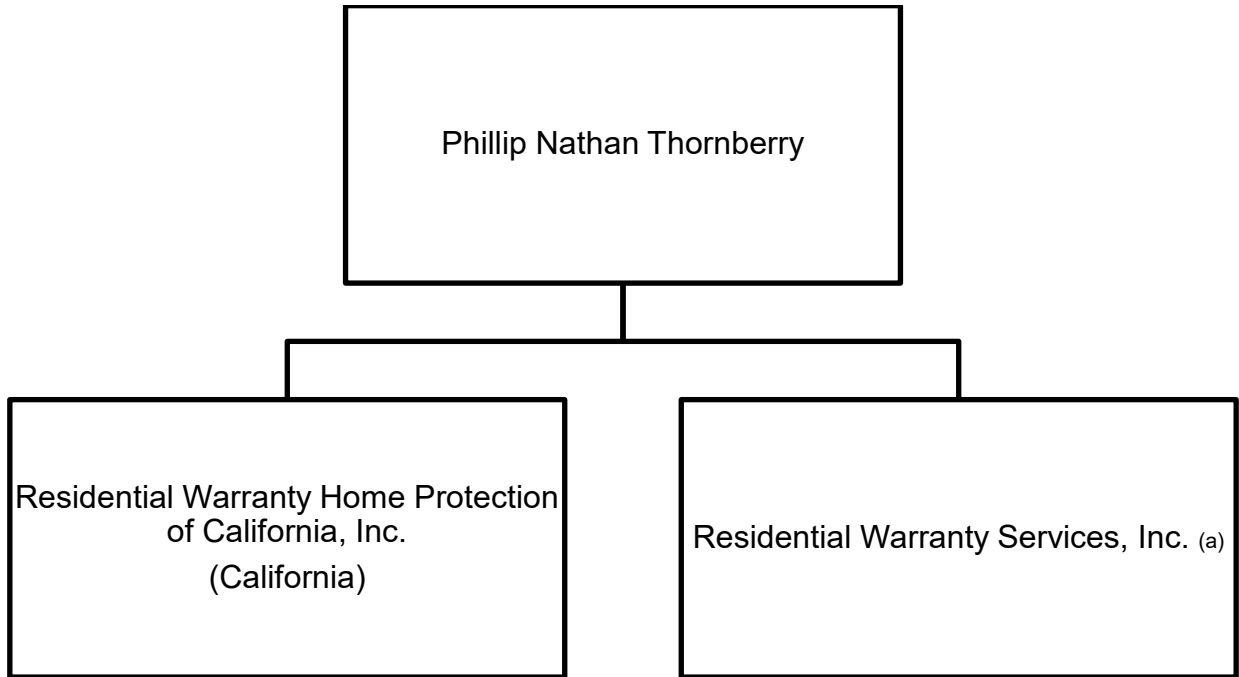 Phillip Nathan Thornberry
Residential Warranty Home Protection
of California, Inc.
(California)
Residential Warranty Services, Inc. (a)